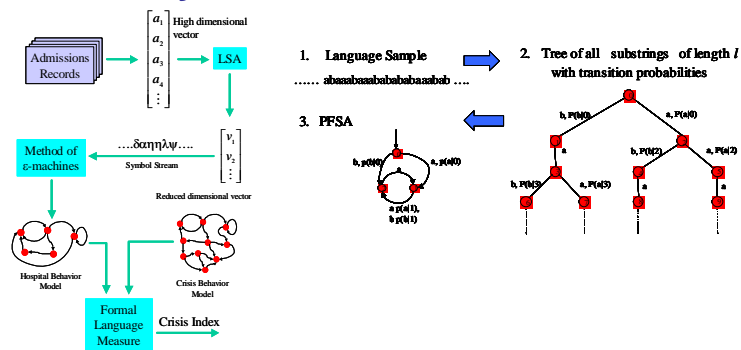 Admissions
Records
a1
a2
a3
a4
⋮
High dimensional
vector
LSA
Method of
ε-machines
….δαηηλψ….
Symbol Stream
v1
v2
⋮
Reduced dimensional vector
Hospital Behavior
Model
Crisis Behavior
Model
Formal
Language
Measure
Crisis Index
1. Language Sample
…… abaaabaaababababaaabab ….
2. Tree of all substrings of length l
with transition probabilities
3. PFSA
b, p(b|0)
a, p(a|0)
a
a p(a|1),
b p(b|1)
b, P(b|0)
a, P(a|0)
a
b, P(b|2)
a, P(a|2)
b, P(b|3)
a, P(a|3)
a
a